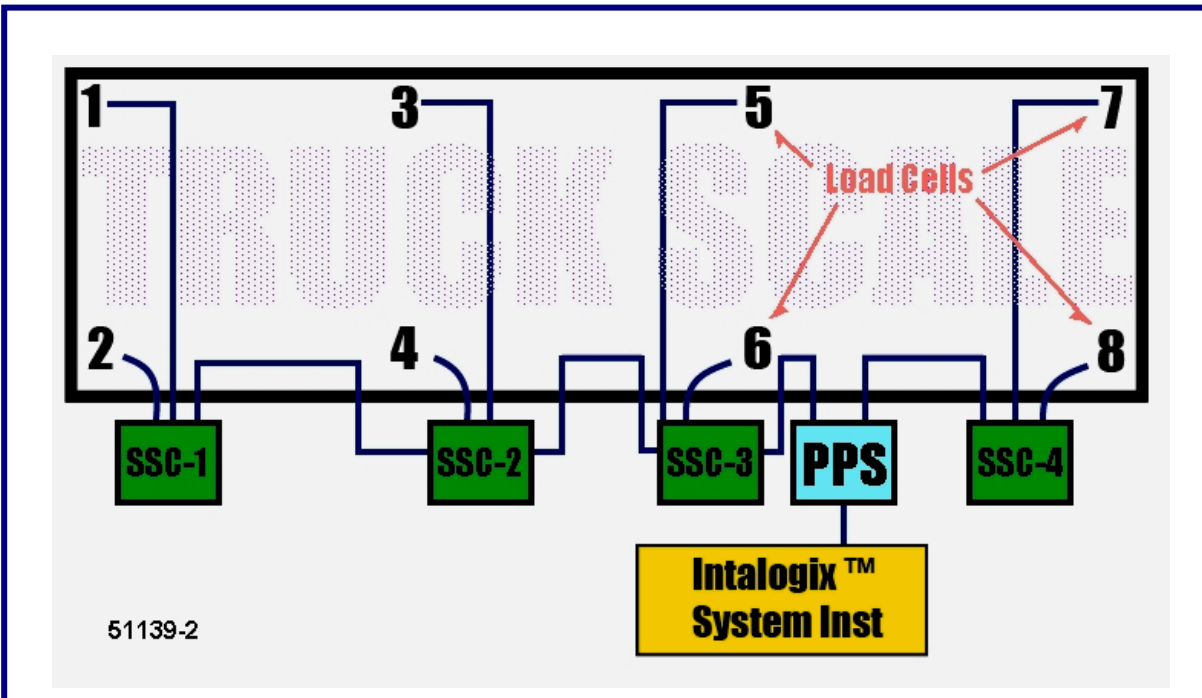 1 3 5 7
TRUCK SCALE
Load Cells
2 4 6 8
SSC-1 SSC-2 SSC-3 PPS SSC-4
Intalogix ™
System Inst
51139-2